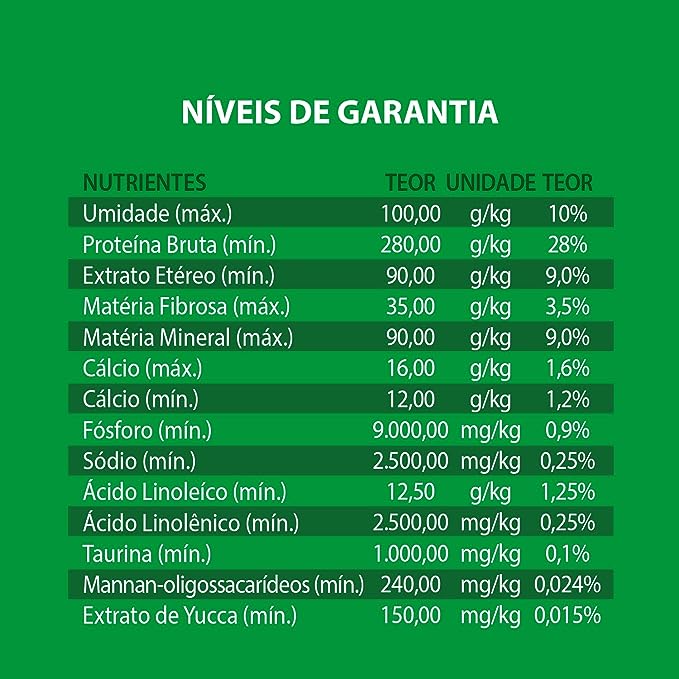 NÍVEIS DE GARANTIA
NUTRIENTES TEOR UNIDADE TEOR
Umidade (máx.) 100,00 g/kg 10%
Proteína Bruta (mín.) 280,00 g/kg 28%
Extrato Etéreo (mín.) 90,00 g/kg 9,0%
Matéria Fibrosa (máx.) 35,00 g/kg 3,5%
Matéria Mineral (máx.) 90,00 g/kg 9,0%
Cálcio (máx.) 16,00 g/kg 1,6%
Cálcio (mín.) 12,00 g/kg 1,2%
Fósforo (mín.) 9.000,00 mg/kg 0,9%
Sódio (mín.) 2.500,00 mg/kg 0,25%
Ácido Linoleíco (mín.) 12,50 g/kg 1,25%
Ácido Linolênico (mín.) 2.500,00 mg/kg 0,25%
Taurina (mín.) 1.000,00 mg/kg 0,1%
Mannan-oligossacarídeos (mín.) 240,00 mg/kg 0,024%
Extrato de Yucca (mín.) 150,00 mg/kg 0,015%